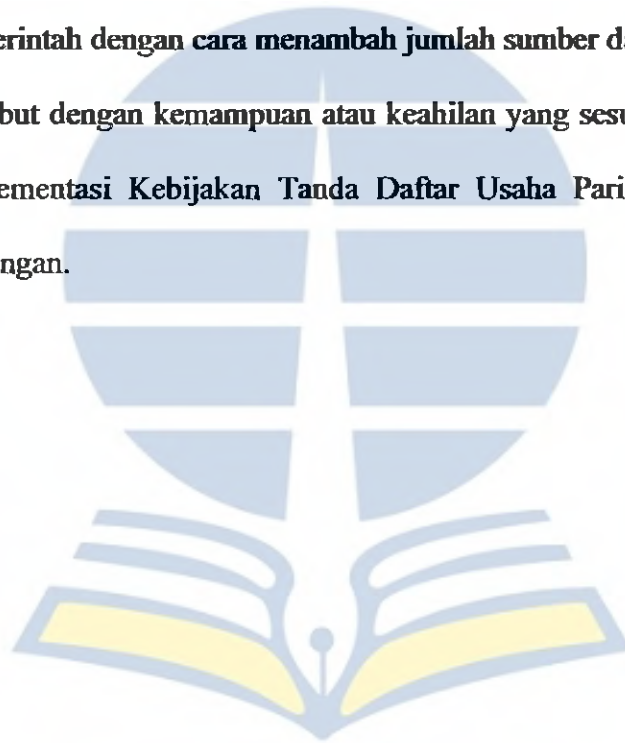 erintah dengan cara menambah jumlah sumber da
but dengan kemampuan atau keahilan yang sesu
ementasi Kebijakan Tanda Daftar Usaha Pari
ngan.